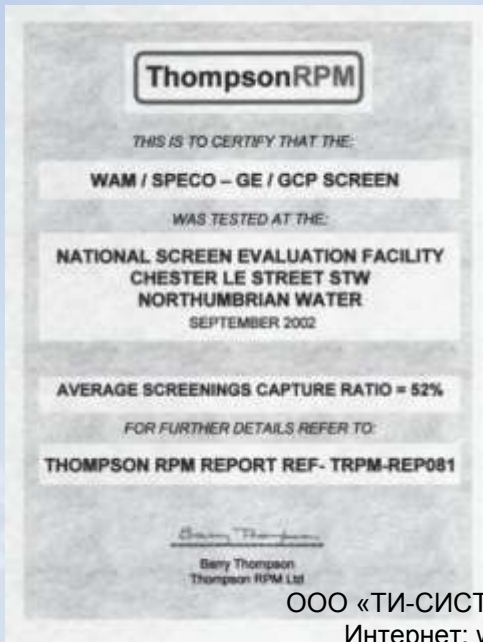 ThompsonRPM
THIS IS TO CERTIFY THAT THE:
WAM / SPECO – GE / GCP SCREEN
WAS TESTED AT THE:
NATIONAL SCREEN EVALUATION FACILITY
CHESTER LE STREET STW
NORTHUMBRIAN WATER
SEPTEMBER 2002
AVERAGE SCREENINGS CAPTURE RATIO = 52%
FOR FURTHER DETAILS REFER TO:
THOMPSON RPM REPORT REF- TRPM-REP081
Barry Thompson
Barry Thompson
Thompson RPM Ltd
ООО «ТИ-СИСТ
Интернет: